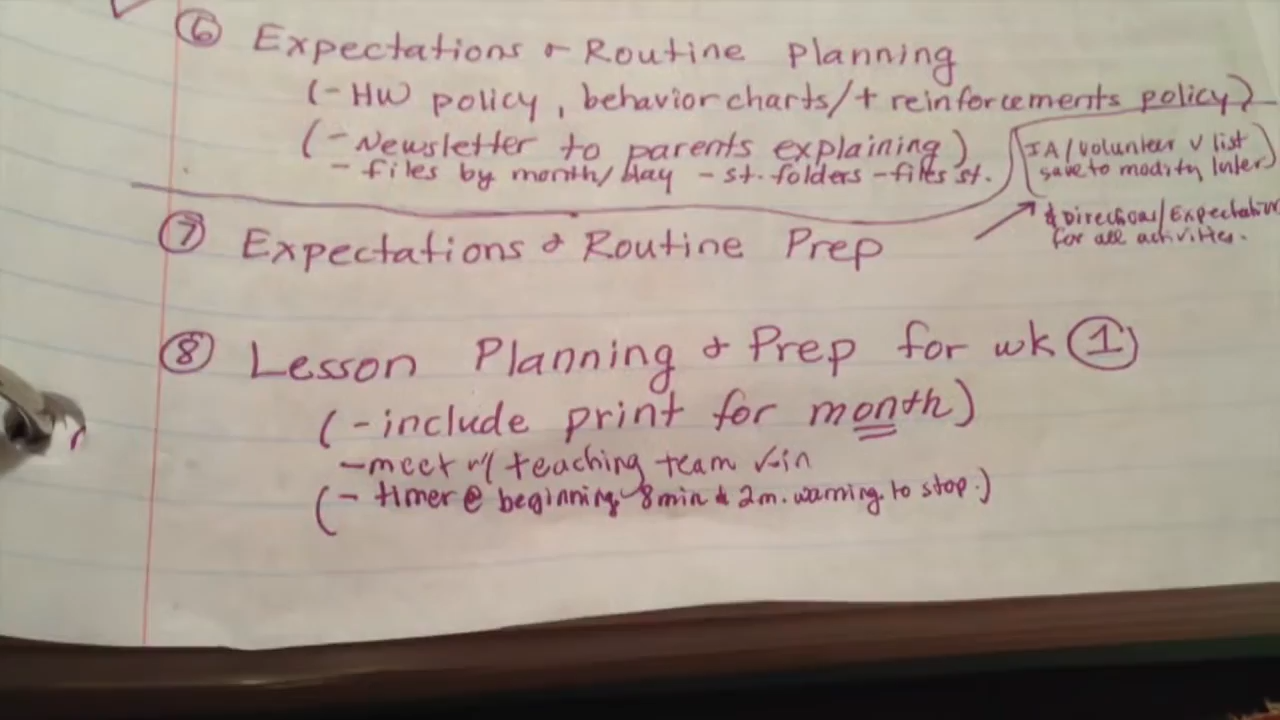 ⑥ Expectations & Routine Planning
(- HW policy, behavior charts/+ reinforcements policy)
(- Newsletter to parents explaining)
- files by month/day - st. folders - files st.
IA/volunteer √ list
save to modify later)
& Directions/Expectations
for all activities.
⑦ Expectations & Routine Prep
⑧ Lesson Planning & Prep for wk ①
(- include print for month)
- meet w/ teaching team √-in
(- timer @ beginning 8min & 2m. warning to stop.)